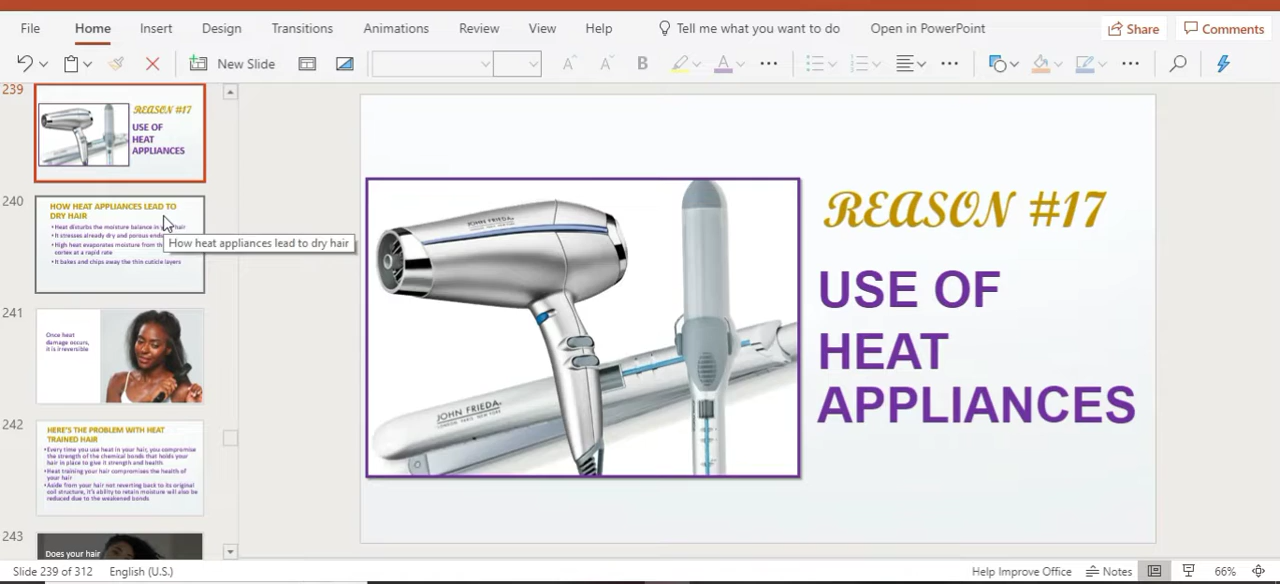 File Home Insert Design Transitions Animations Review View Help Tell me what you want to do Open in PowerPoint Share Comments
New Slide B A
239
REASON #17
USE OF
HEAT
APPLIANCES
240
HOW HEAT APPLIANCES LEAD TO
DRY HAIR
•Heat disturbs the moisture balance in hair
•It stresses already dry and porous ends
•High heat evaporates moisture from the
cortex at a rapid rate
•It bakes and chips away the thin cuticle layers
How heat appliances lead to dry hair
241
Once heat
damage occurs,
it is irreversible
242
HERE'S THE PROBLEM WITH HEAT
TRAINED HAIR
•Every time you use heat in your hair, you compromise
the strength of the chemical bonds that holds your
hair in place to give it strength and health
•Heat training your hair compromises the health of
your hair
•Aside from your hair not reverting back to its original
coil structure, it's ability to retain moisture will also be
reduced due to the weakened bonds
243
Does your hair
JOHN FRIEDA
JOHN FRIEDA
LONDON PARIS NEW YORK
REASON #17
USE OF
HEAT
APPLIANCES
Slide 239 of 312 English (U.S.) Help Improve Office Notes 66%